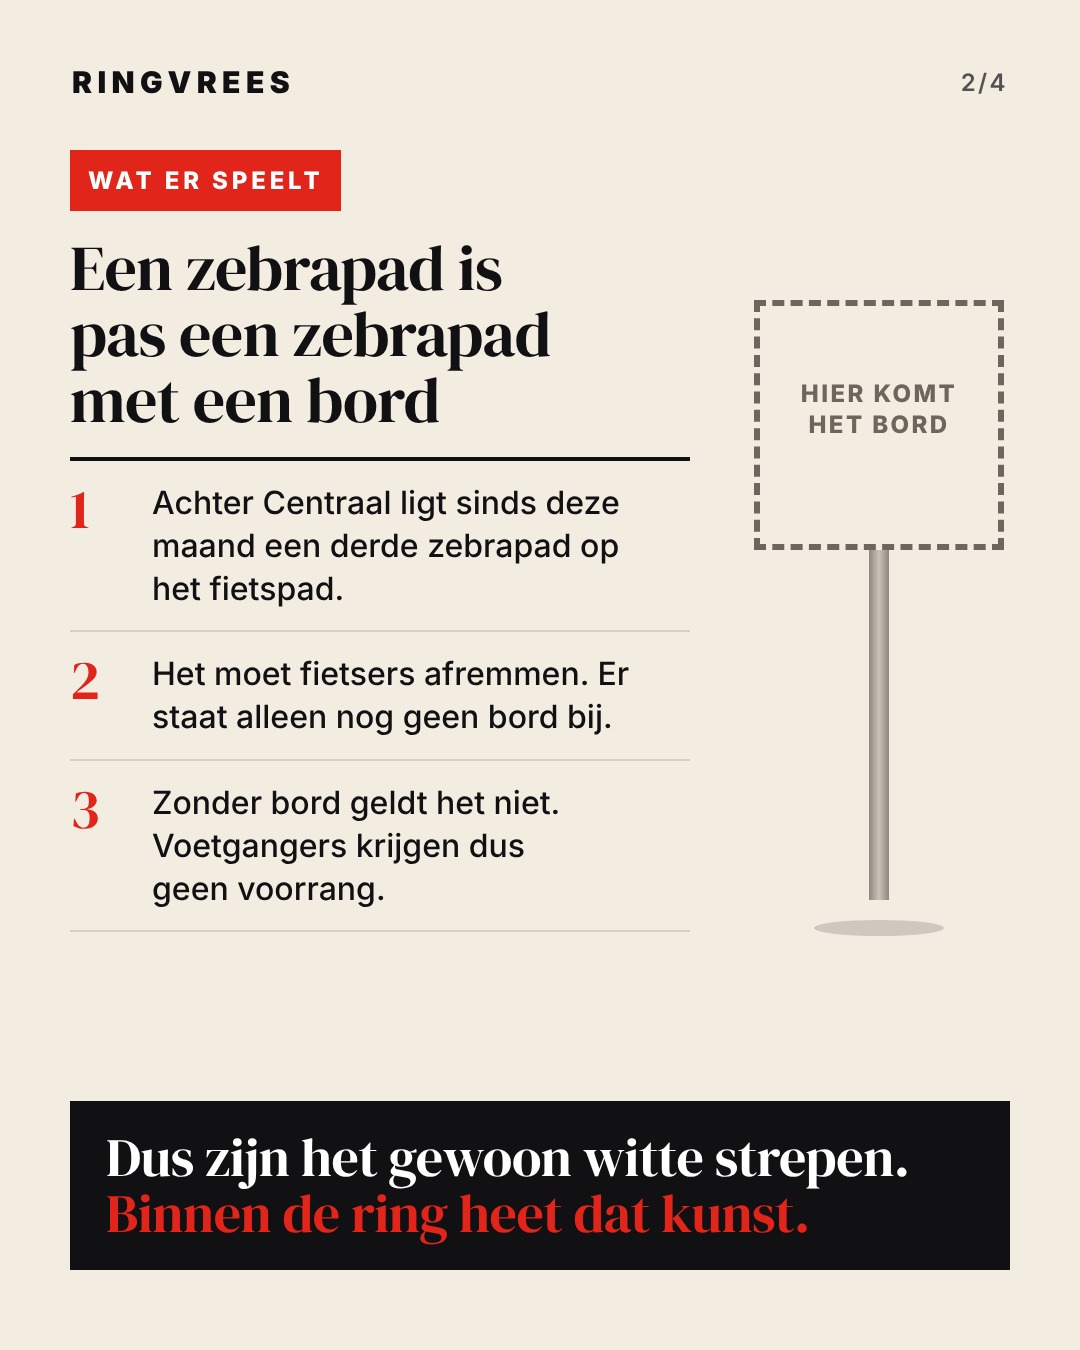 RINGVREES
2/4
WAT ER SPEELT
Een zebrapad is
pas een zebrapad
met een bord
1
Achter Centraal ligt sinds deze
maand een derde zebrapad op
het fietspad.
2
Het moet fietsers afremmen. Er
staat alleen nog geen bord bij.
3
Zonder bord geldt het niet.
Voetgangers krijgen dus
geen voorrang.
HIER KOMT
HET BORD
Dus zijn het gewoon witte strepen.
Binnen de ring heet dat kunst.